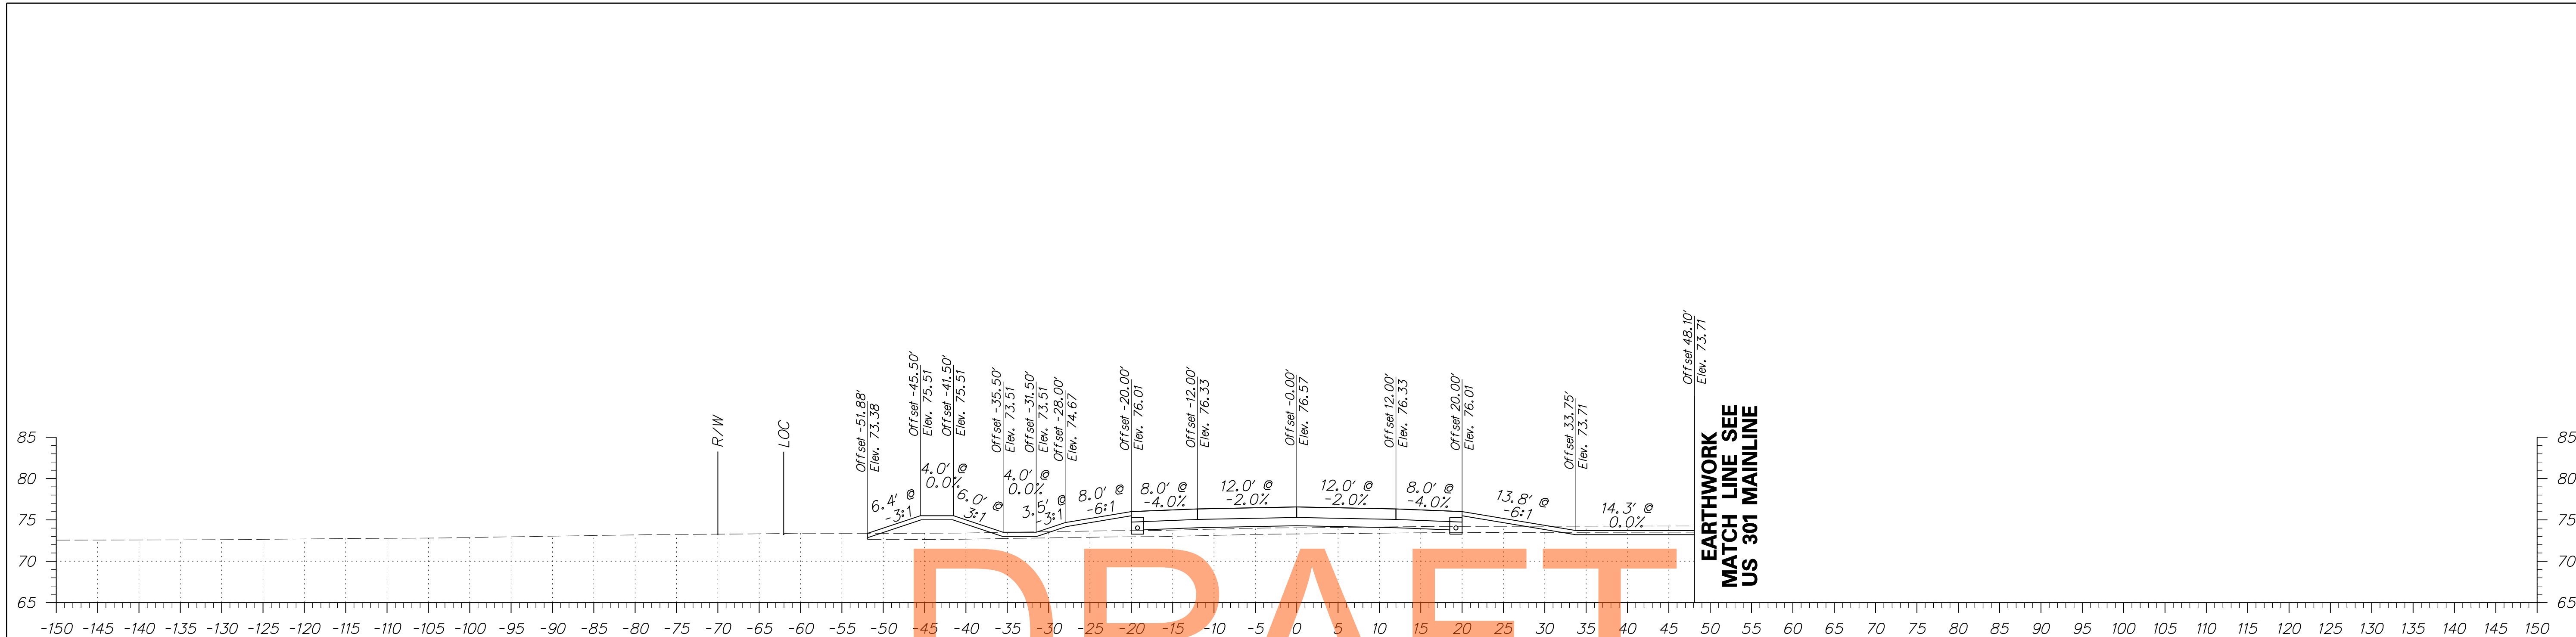 Offset -51.88'
Elev. 73.38
Offset -45.50'
Elev. 75.51
Offset -41.50'
Elev. 75.51
Offset -35.50'
Elev. 73.51
Offset -31.50'
Elev. 73.51
Offset -28.00'
Elev. 74.67
Offset -20.00'
Elev. 76.01
Offset -12.00'
Elev. 76.33
Offset -0.00'
Elev. 76.57
Offset 12.00'
Elev. 76.33
Offset 20.00'
Elev. 76.01
Offset 33.75'
Elev. 73.71
Offset 48.10'
Elev. 73.71
R/W
LOC
6.4' @
-3:1
4.0' @
0.0%
6.0' @
3:1
4.0' @
0.0%
3.5' @
-3:1
8.0' @
-6:1
8.0' @
-4.0%
12.0' @
-2.0%
12.0' @
-2.0%
8.0' @
-4.0%
13.8' @
-6:1
14.3' @
0.0%
EARTHWORK
MATCH LINE SEE
US 301 MAINLINE
85
80
75
70
65
85
80
75
70
65
DRAFT
-150 -145 -140 -135 -130 -125 -120 -115 -110 -105 -100 -95 -90 -85 -80 -75 -70 -65 -60 -55 -50 -45 -40 -35 -30 -25 -20 -15 -10 -5 0 5 10 15 20 25 30 35 40 45 50 55 60 65 70 75 80 85 90 95 100 105 110 115 120 125 130 135 140 145 150